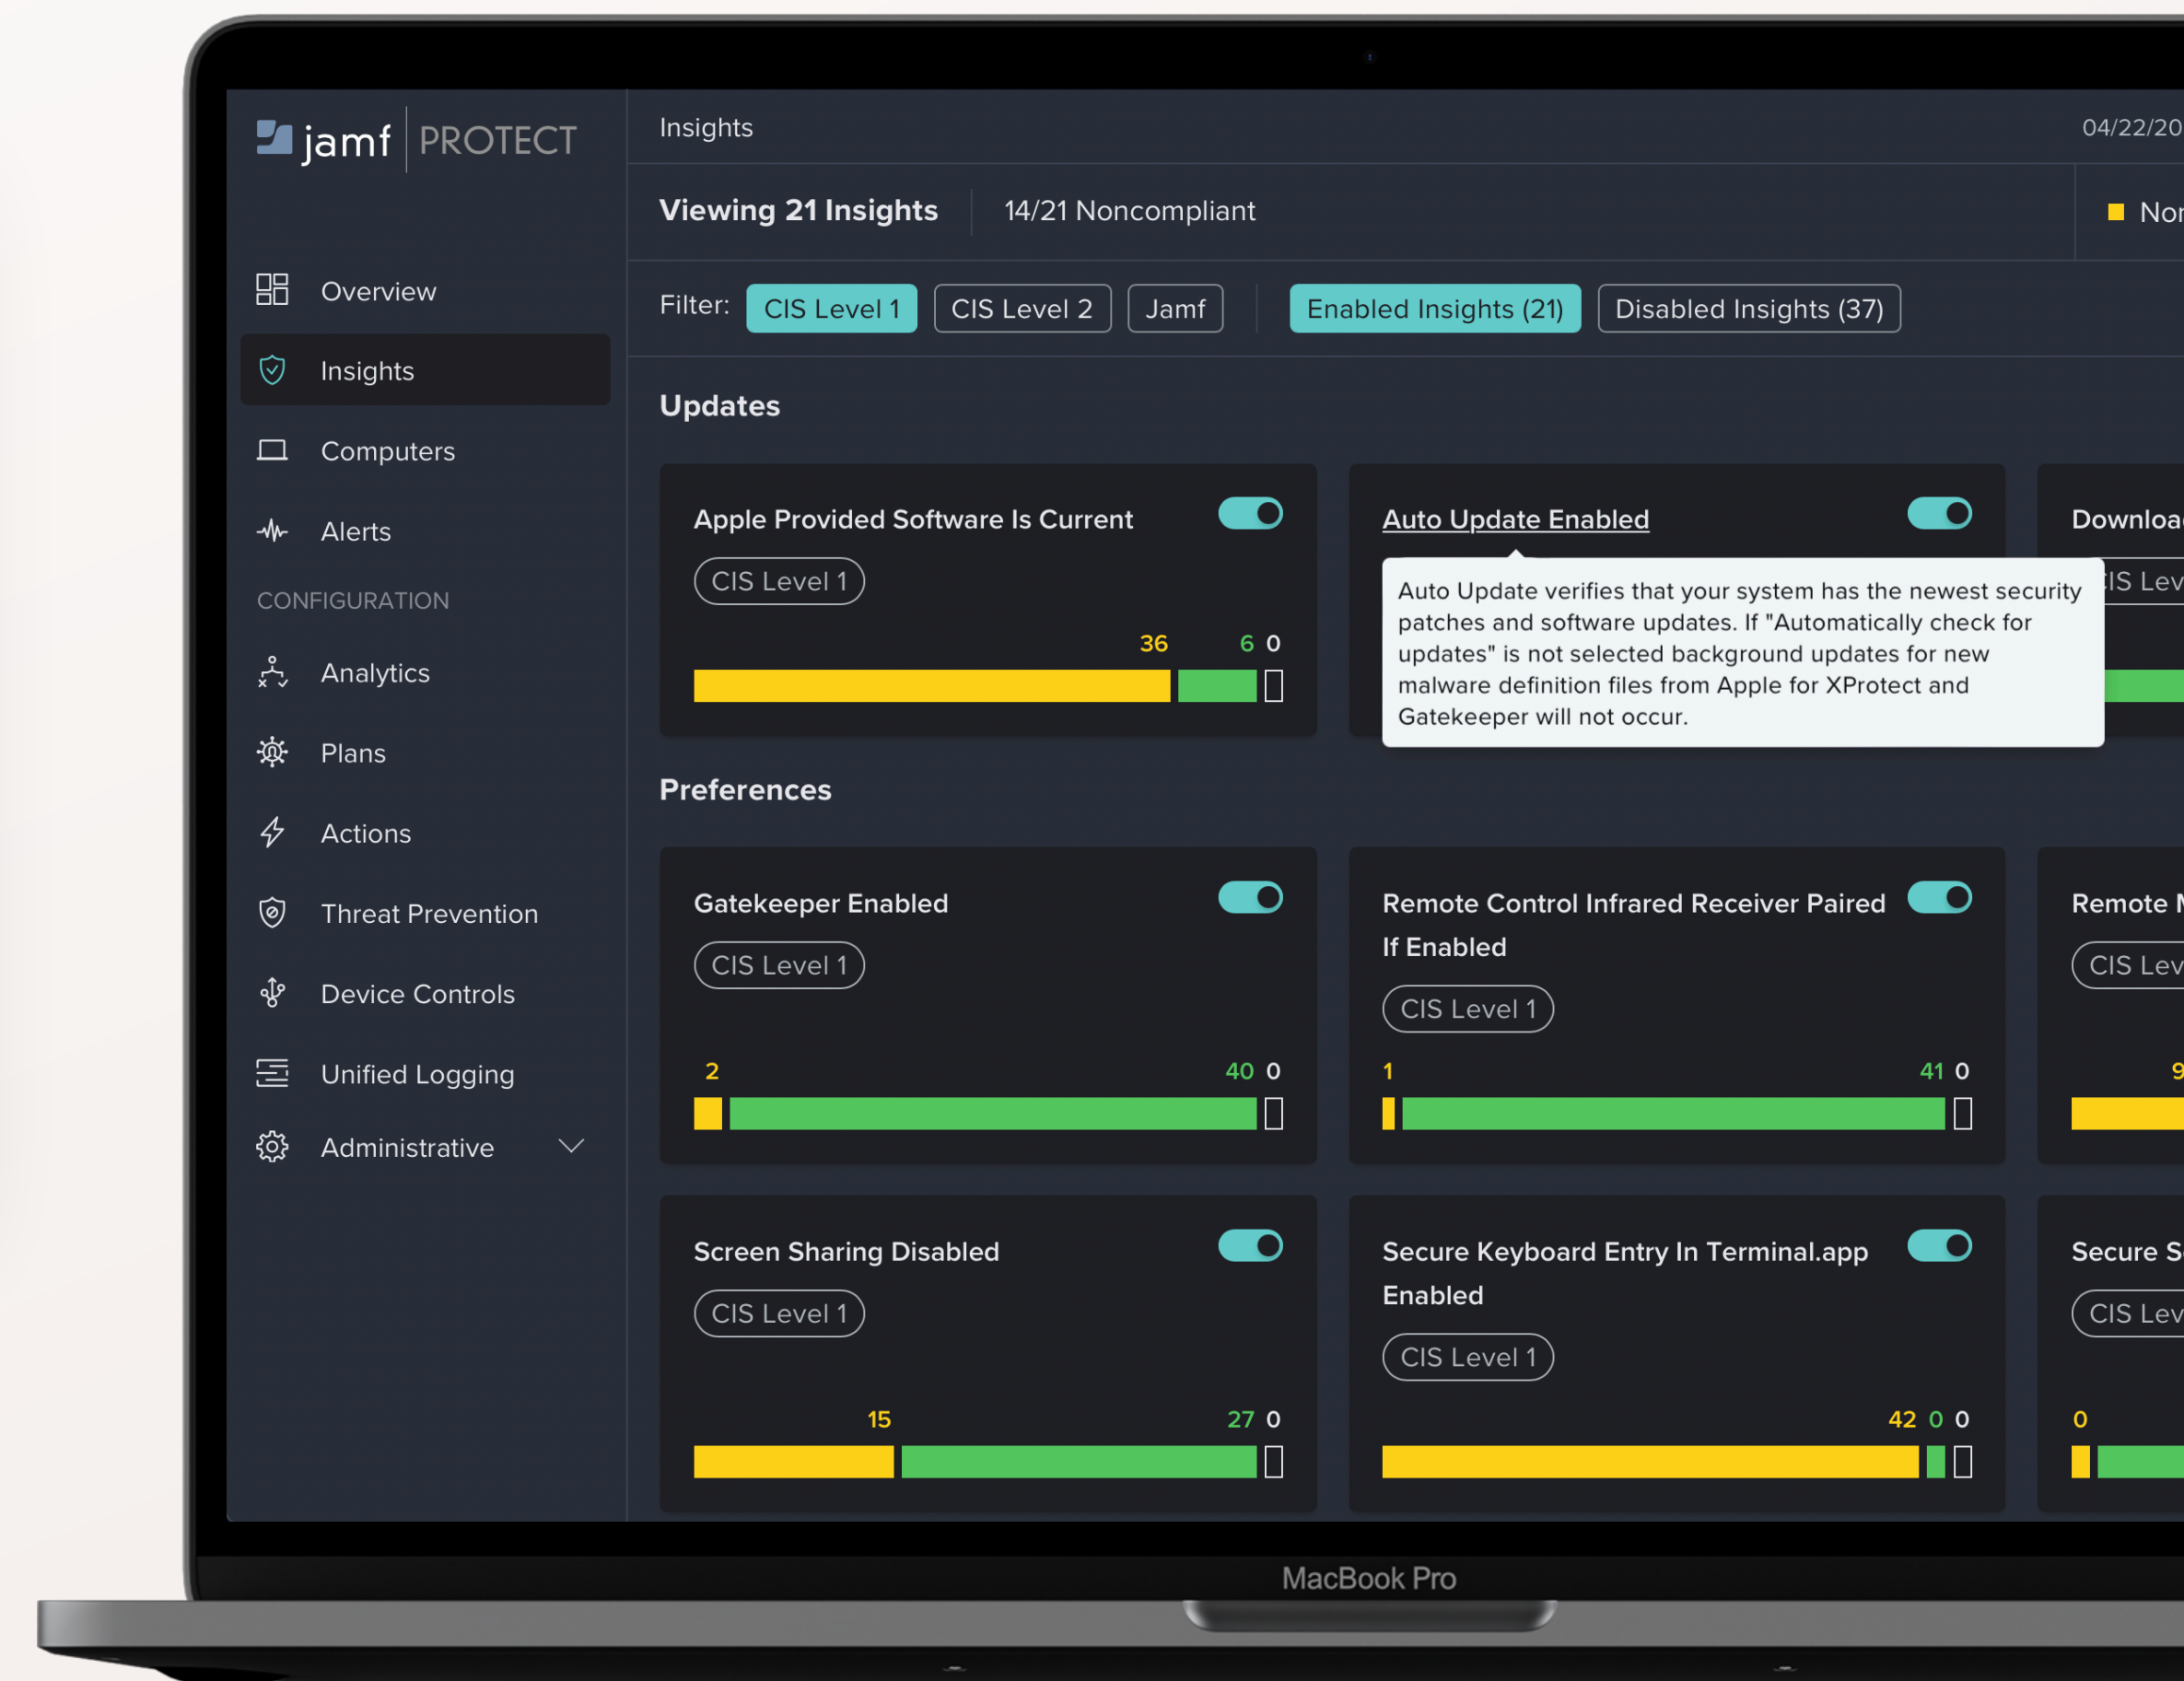 jamf PROTECT
Overview
Insights
Computers
Alerts
CONFIGURATION
Analytics
Plans
Actions
Threat Prevention
Device Controls
Unified Logging
Administrative
Insights
04/22/20
Viewing 21 Insights
14/21 Noncompliant
Filter:
CIS Level 1
CIS Level 2
Jamf
Enabled Insights (21)
Disabled Insights (37)
Updates
Apple Provided Software Is Current
CIS Level 1
36 6 0
Auto Update Enabled
Auto Update verifies that your system has the newest security
patches and software updates. If "Automatically check for
updates" is not selected background updates for new
malware definition files from Apple for XProtect and
Gatekeeper will not occur.
Preferences
Gatekeeper Enabled
CIS Level 1
2 40 0
Remote Control Infrared Receiver Paired
If Enabled
CIS Level 1
1 41 0
Remote
CIS
9
Screen Sharing Disabled
CIS Level 1
15 27 0
Secure Keyboard Entry In Terminal.app
Enabled
CIS Level 1
42 0 0
Secure
CIS
0
MacBook Pro